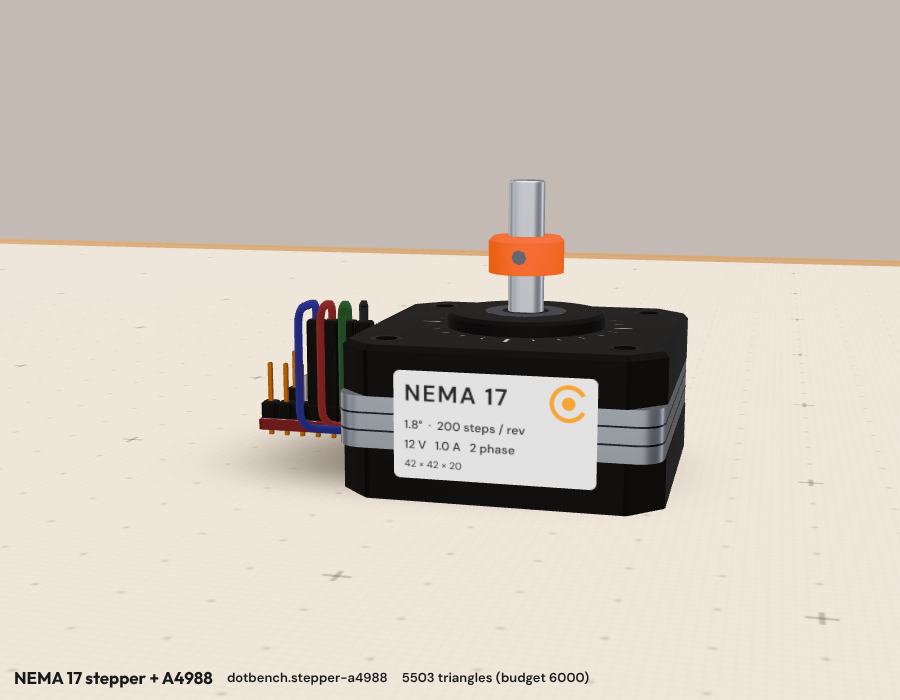 NEMA 17
1.8° · 200 steps / rev
12 V 1.0 A 2 phase
42 × 42 × 20
NEMA 17 stepper + A4988 dotbench.stepper-a4988 5503 triangles (budget 6000)